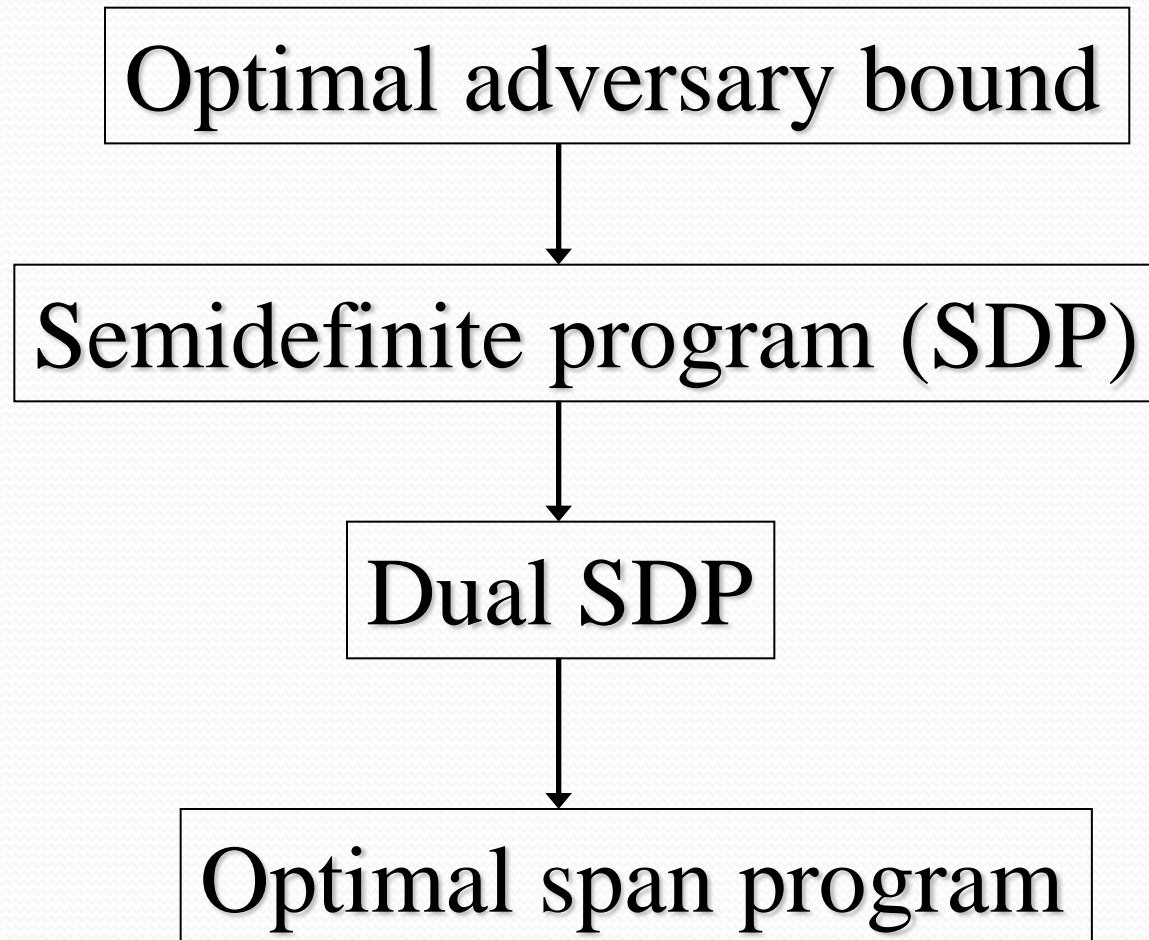 Optimal adversary bound
Semidefinite program (SDP)
Dual SDP
Optimal span program